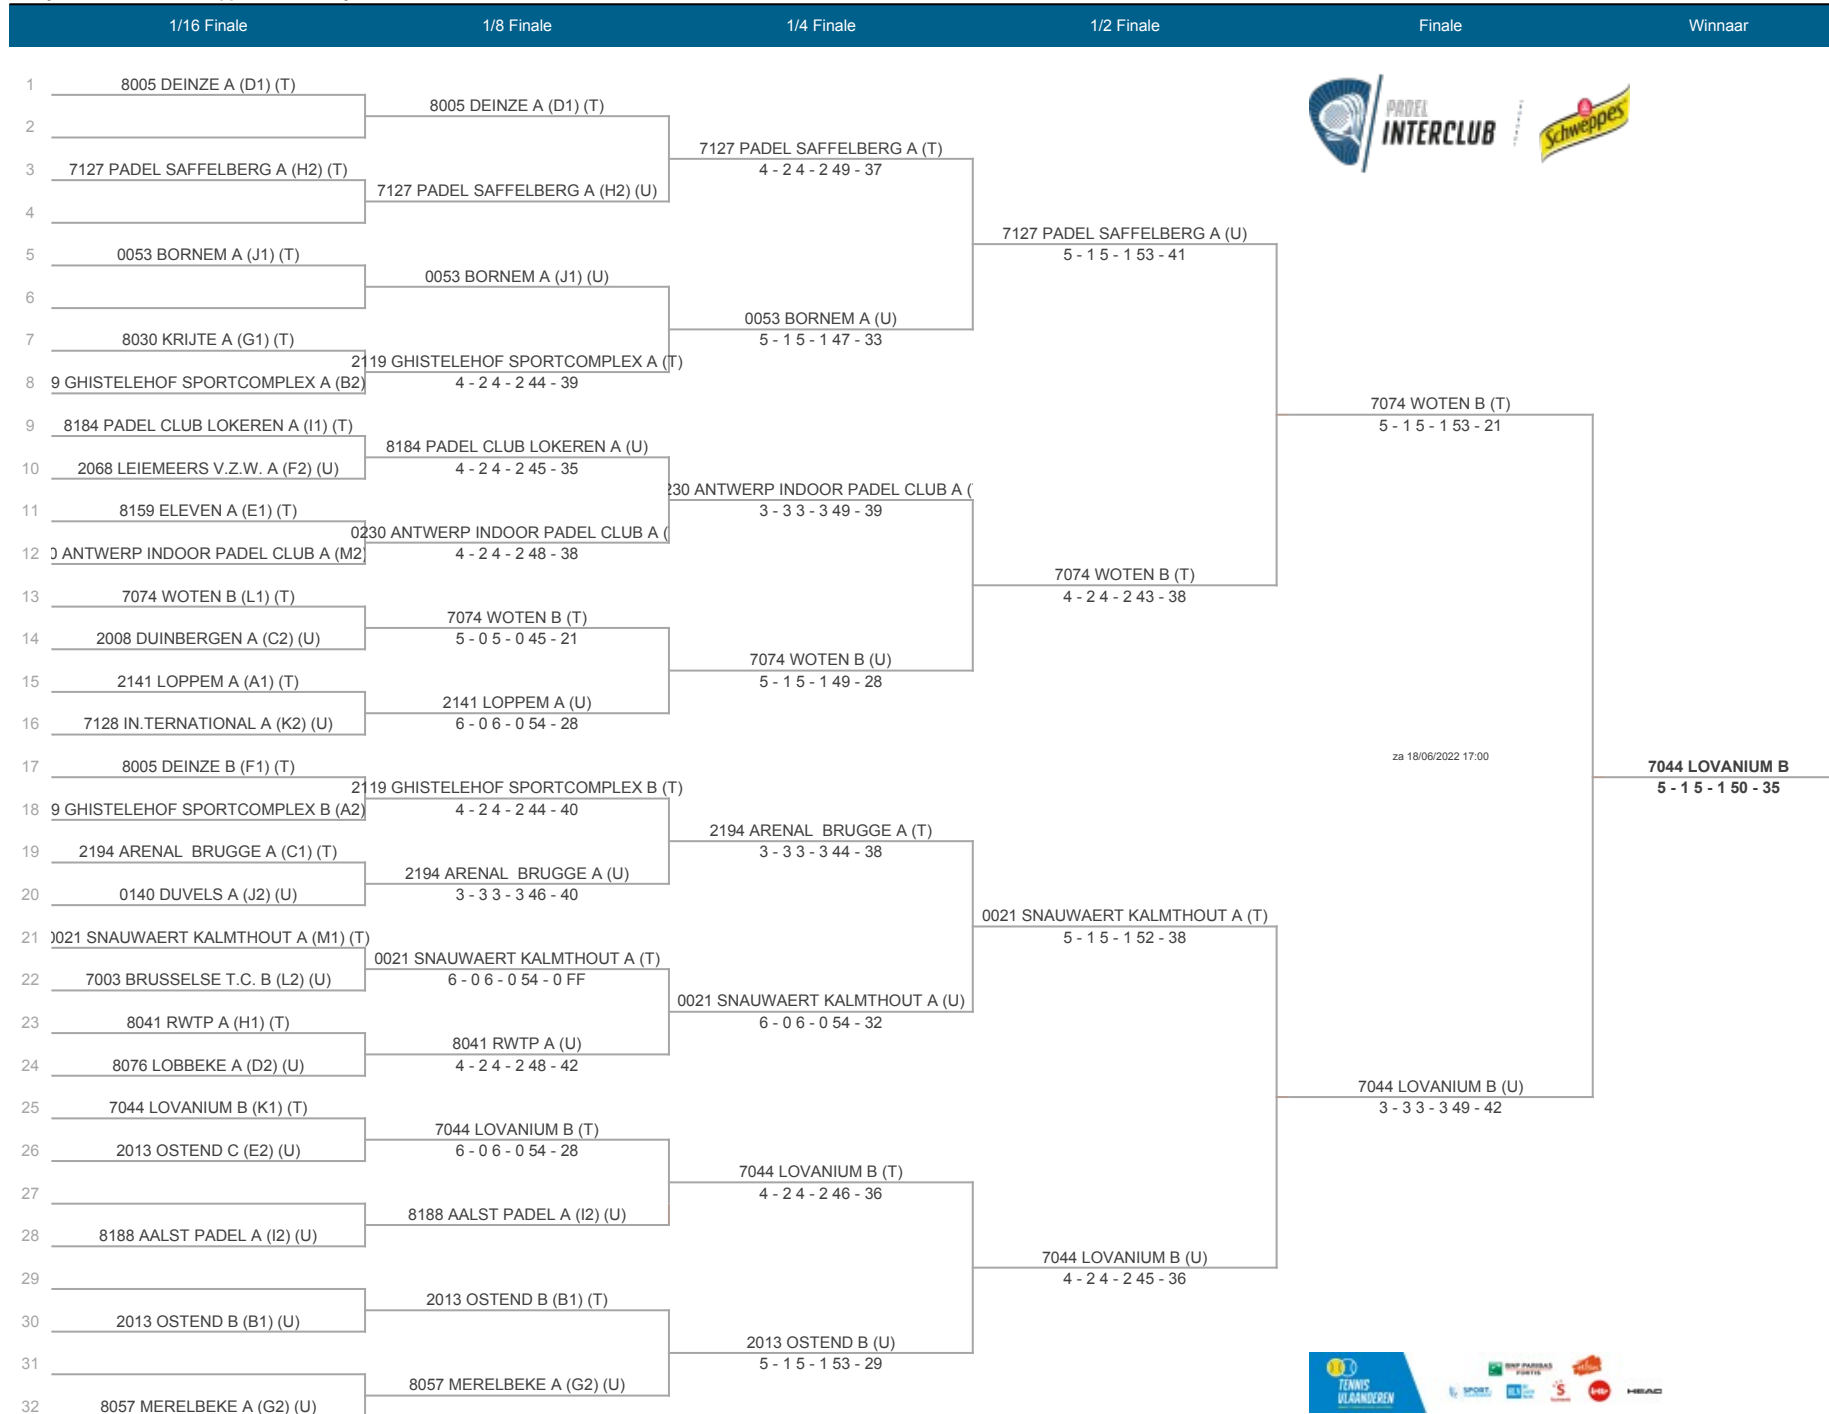 1/16 Finale
1/8 Finale
1/4 Finale
1/2 Finale
Finale
Winnaar
1
8005 DEINZE A (D1) (T)
2
3
7127 PADEL SAFFELBERG A (H2) (T)
4
5
0053 BORNEM A (J1) (T)
6
7
8030 KRIJTE A (G1) (T)
8
9 GHISTELEHOF SPORTCOMPLEX A (B2)
9
8184 PADEL CLUB LOKEREN A (I1) (T)
10
2068 LEIEMEERS V.Z.W. A (F2) (U)
11
8159 ELEVEN A (E1) (T)
12
0 ANTWERP INDOOR PADEL CLUB A (M2)
13
7074 WOTEN B (L1) (T)
14
2008 DUINBERGEN A (C2) (U)
15
2141 LOPPEM A (A1) (T)
16
7128 IN.TERNATIONAL A (K2) (U)
17
8005 DEINZE B (F1) (T)
18
9 GHISTELEHOF SPORTCOMPLEX B (A2)
19
2194 ARENAL  BRUGGE A (C1) (T)
20
0140 DUVELS A (J2) (U)
21
0021 SNAUWAERT KALMTHOUT A (M1) (T)
22
7003 BRUSSELSE T.C. B (L2) (U)
23
8041 RWTP A (H1) (T)
24
8076 LOBBEKE A (D2) (U)
25
7044 LOVANIUM B (K1) (T)
26
2013 OSTEND C (E2) (U)
27
28
8188 AALST PADEL A (I2) (U)
29
30
2013 OSTEND B (B1) (U)
31
32
8057 MERELBEKE A (G2) (U)
8005 DEINZE A (D1) (T)
7127 PADEL SAFFELBERG A (H2) (U)
0053 BORNEM A (J1) (U)
2119 GHISTELEHOF SPORTCOMPLEX A (T)
4 - 2 4 - 2 44 - 39
8184 PADEL CLUB LOKEREN A (U)
4 - 2 4 - 2 45 - 35
0230 ANTWERP INDOOR PADEL CLUB A (
4 - 2 4 - 2 48 - 38
7074 WOTEN B (T)
5 - 0 5 - 0 45 - 21
2141 LOPPEM A (U)
6 - 0 6 - 0 54 - 28
2119 GHISTELEHOF SPORTCOMPLEX B (T)
4 - 2 4 - 2 44 - 40
2194 ARENAL  BRUGGE A (U)
3 - 3 3 - 3 46 - 40
0021 SNAUWAERT KALMTHOUT A (T)
6 - 0 6 - 0 54 - 0 FF
8041 RWTP A (U)
4 - 2 4 - 2 48 - 42
7044 LOVANIUM B (T)
6 - 0 6 - 0 54 - 28
8188 AALST PADEL A (I2) (U)
2013 OSTEND B (B1) (T)
8057 MERELBEKE A (G2) (U)
7127 PADEL SAFFELBERG A (T)
4 - 2 4 - 2 49 - 37
0053 BORNEM A (U)
5 - 1 5 - 1 47 - 33
230 ANTWERP INDOOR PADEL CLUB A (
3 - 3 3 - 3 49 - 39
7074 WOTEN B (U)
5 - 1 5 - 1 49 - 28
2194 ARENAL  BRUGGE A (T)
3 - 3 3 - 3 44 - 38
0021 SNAUWAERT KALMTHOUT A (U)
6 - 0 6 - 0 54 - 32
7044 LOVANIUM B (T)
4 - 2 4 - 2 46 - 36
2013 OSTEND B (U)
5 - 1 5 - 1 53 - 29
7127 PADEL SAFFELBERG A (U)
5 - 1 5 - 1 53 - 41
7074 WOTEN B (T)
4 - 2 4 - 2 43 - 38
0021 SNAUWAERT KALMTHOUT A (T)
5 - 1 5 - 1 52 - 38
7044 LOVANIUM B (U)
4 - 2 4 - 2 45 - 36
PADEL
INTERCLUB
Schweppes
7074 WOTEN B (T)
5 - 1 5 - 1 53 - 21
za 18/06/2022 17:00
7044 LOVANIUM B (U)
3 - 3 3 - 3 49 - 42
7044 LOVANIUM B
5 - 1 5 - 1 50 - 35
TENNIS
VLAANDEREN
BNP PARIBAS
FORTIS
SPORT.
HLN
S
HEAD